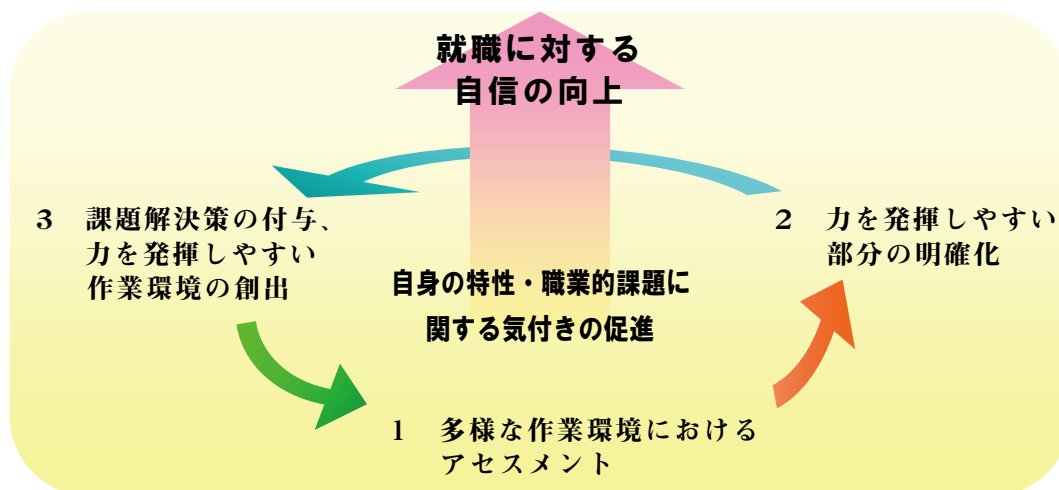 就職に対する
自信の向上
3 課題解決策の付与、
力を発揮しやすい
作業環境の創出
2 力を発揮しやすい
部分の明確化
自身の特性・職業的課題に
関する気付きの促進
1 多様な作業環境における
アセスメント